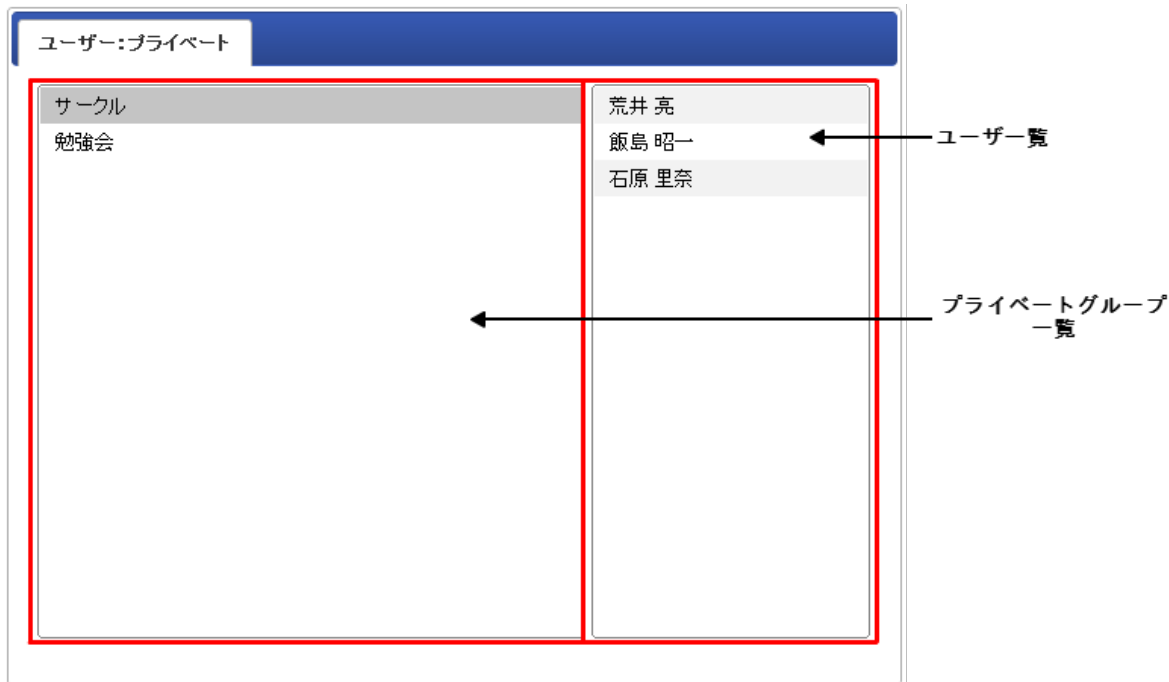 ユーザー:プライベート
サークル
荒井 亮
勉強会
飯島 昭一
ユーザ一覧
石原 里奈
プライベートグループ
一覧